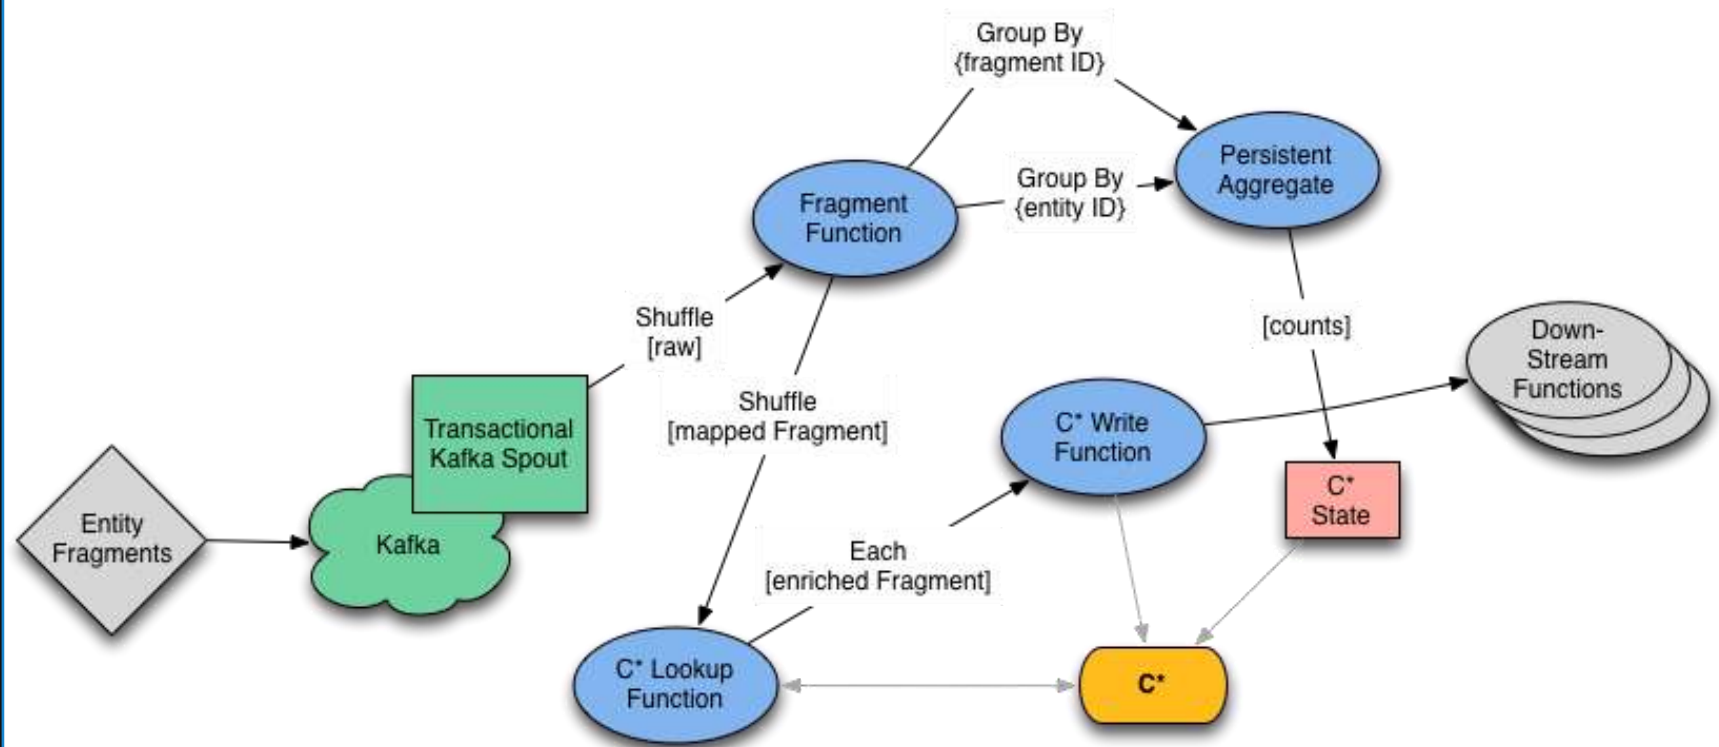 Group By
{fragment ID}
Persistent
Aggregate
Group By
{entity ID}
Fragment
Function
Shuffle
[raw]
[counts]
Down-
Stream
Functions
Shuffle
[mapped Fragment]
C* Write
Function
Transactional
Kafka Spout
C*
State
Entity
Fragments
Kafka
Each
[enriched Fragment]
C* Lookup
Function
C*